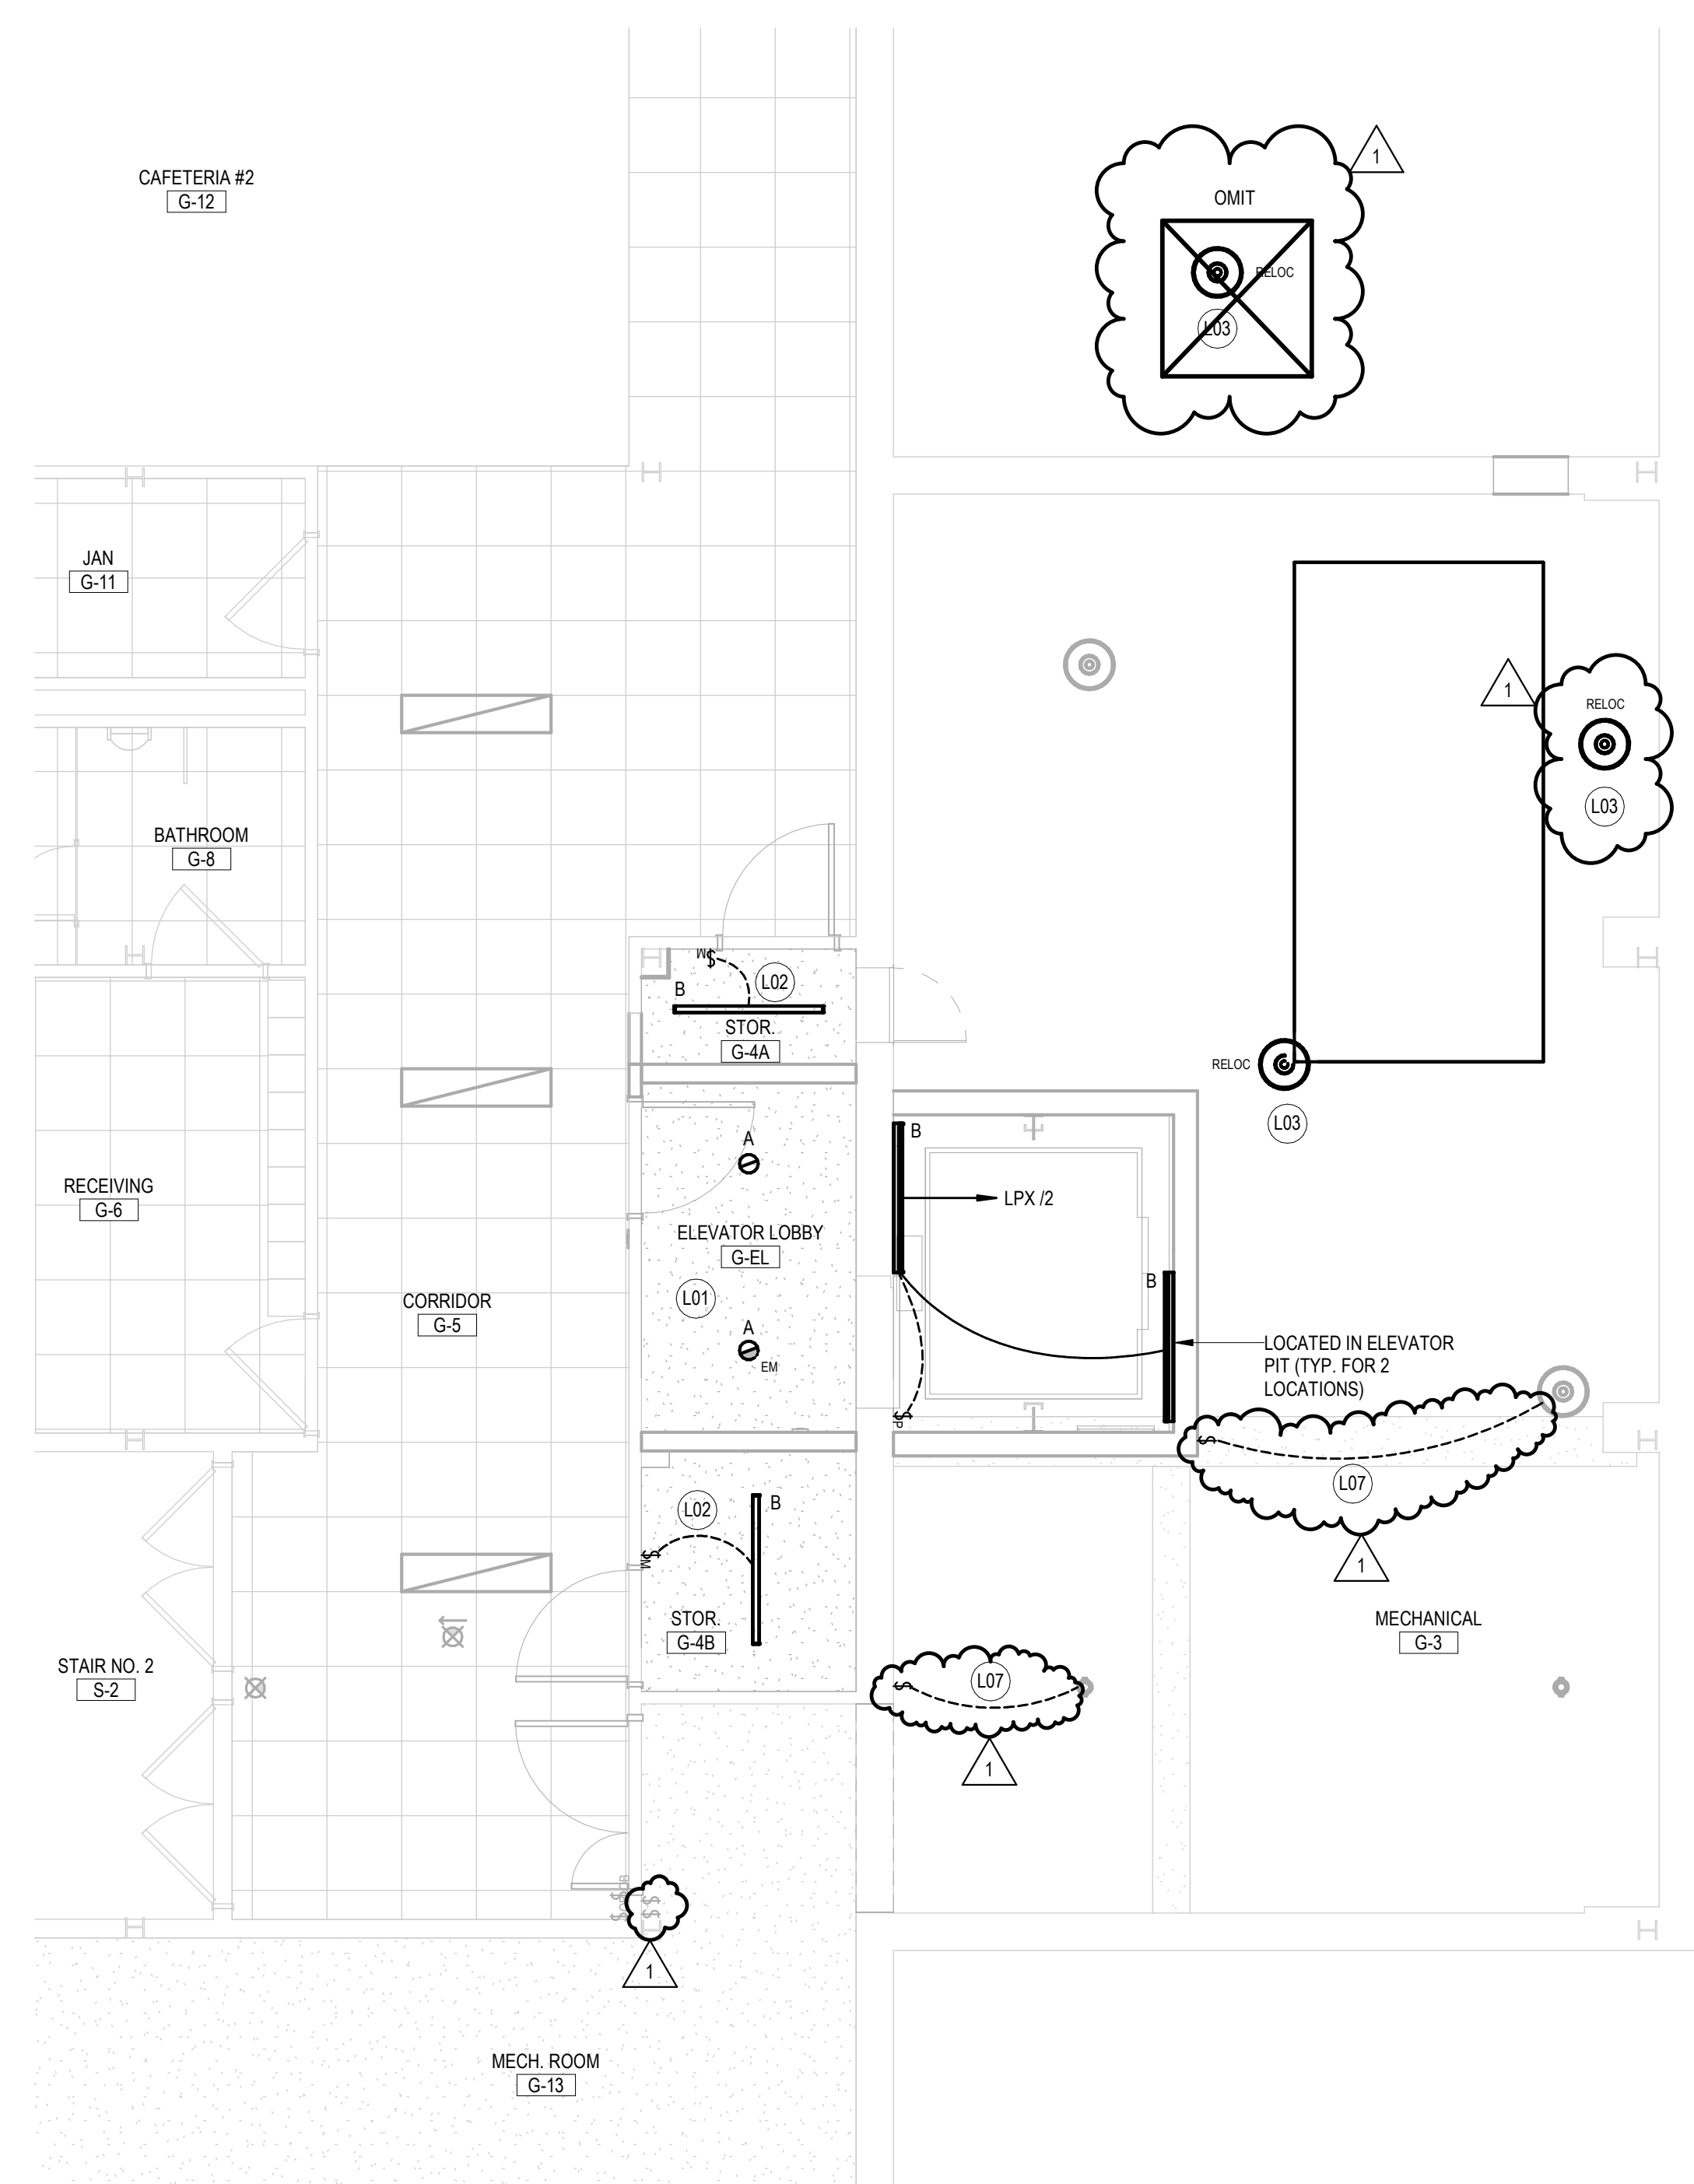 CAFETERIA #2
G-12
1
OMIT
RELOC
L03
JAN
G-11
1
RELOC
L03
BATHROOM
G-8
$M
L02
B
STOR.
G-4A
RELOC
L03
B
A
LPX /2
RECEIVING
G-6
ELEVATOR LOBBY
G-EL
B
CORRIDOR
G-5
L01
A
EM
LOCATED IN ELEVATOR
PIT (TYP. FOR 2
LOCATIONS)
$P
$
L07
1
L02
B
$M
STOR.
G-4B
MECHANICAL
G-3
STAIR NO. 2
S-2
$
L07
1
$ $
$ $
1
MECH. ROOM
G-13